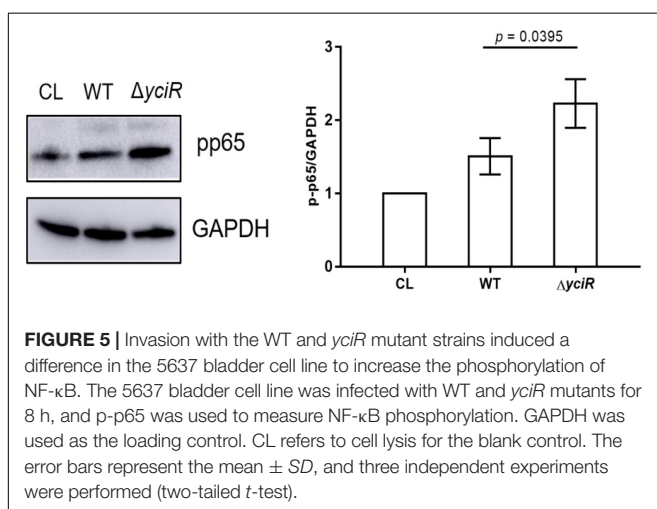 CL WT ΔyciR
pp65
GAPDH
p = 0.0395
3
2
1
0
p-p65/GAPDH
CL WT ΔyciR
FIGURE 5 | Invasion with the WT and yciR mutant strains induced a
difference in the 5637 bladder cell line to increase the phosphorylation of
NF-κB. The 5637 bladder cell line was infected with WT and yciR mutants for
8 h, and p-p65 was used to measure NF-κB phosphorylation. GAPDH was
used as the loading control. CL refers to cell lysis for the blank control. The
error bars represent the mean ± SD, and three independent experiments
were performed (two-tailed t-test).